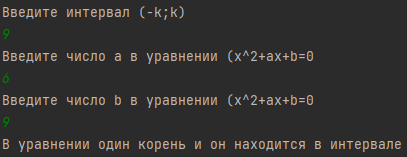 Введите интервал (-k;k)
9
Введите число a в уравнении (x^2+ax+b=0
6
Введите число b в уравнении (x^2+ax+b=0
9
В уравнении один корень и он находится в интервале